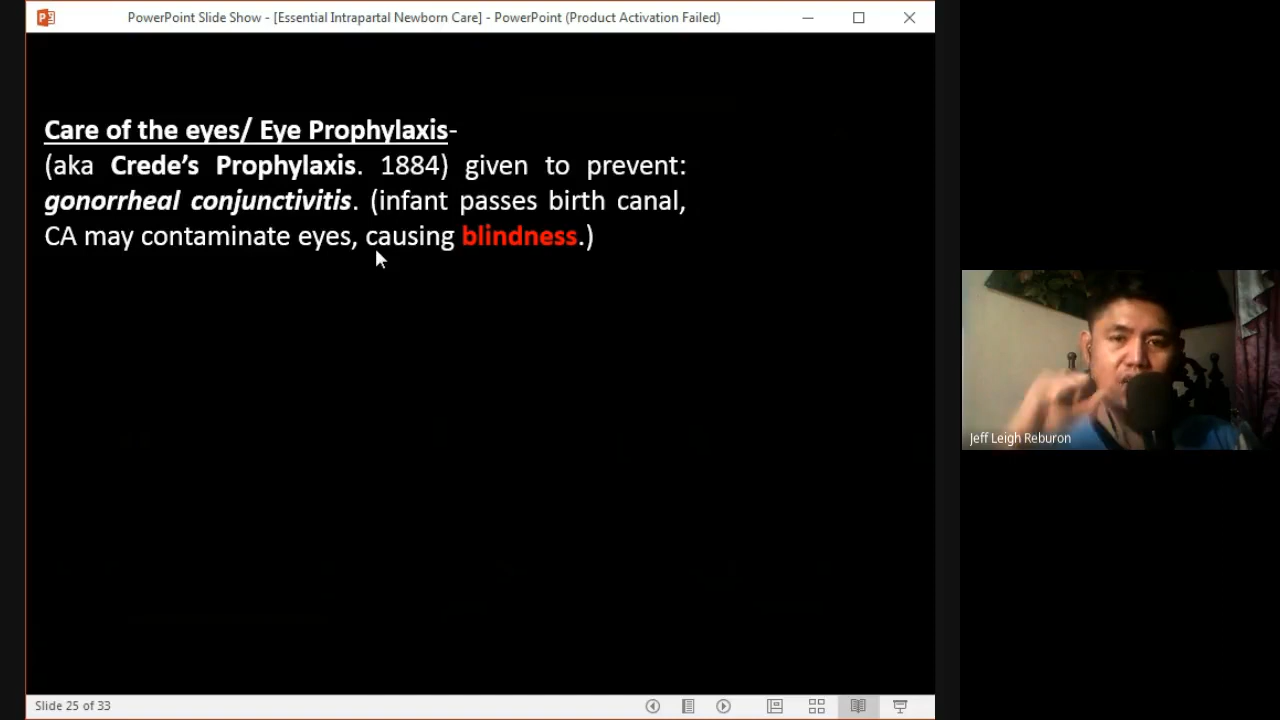 PowerPoint Slide Show - [Essential Intrapartal Newborn Care] - PowerPoint (Product Activation Failed)
Care of the eyes/ Eye Prophylaxis-
(aka Crede's Prophylaxis. 1884) given to prevent:
gonorrheal conjunctivitis. (infant passes birth canal,
CA may contaminate eyes, causing blindness.)
Jeff Leigh Reburon
Slide 25 of 33